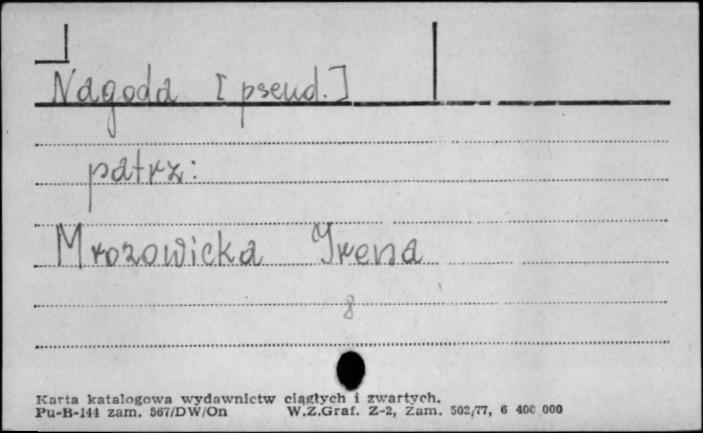 Nagoda [pseud.]
patrz:
Mrozowicka Irena
8
Karta katalogowa wydawnictw ciągłych i zwartych.
Pu-B-144 zam. 567/DW/On W.Z.Graf. Z-2, Zam. 502/77, 6 400 000